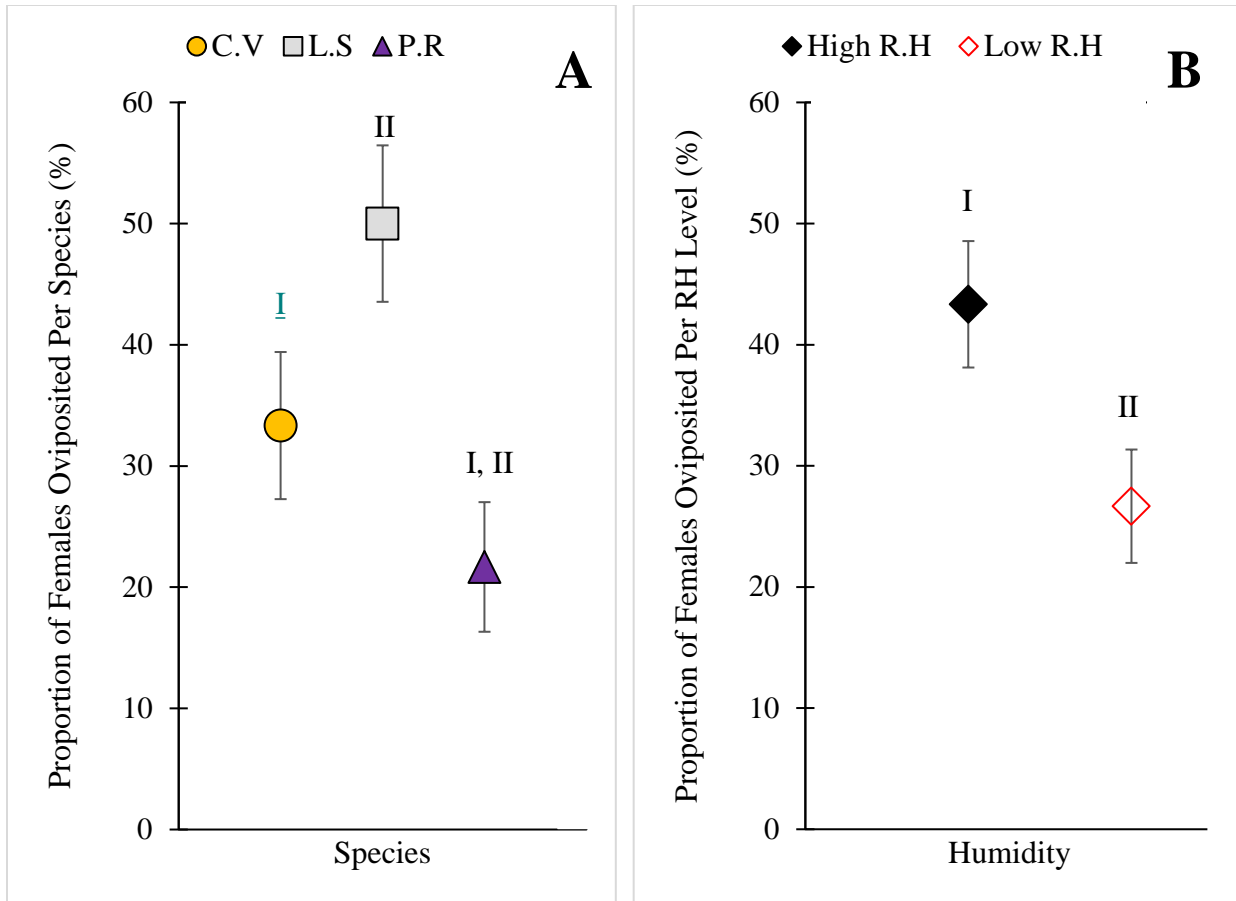 C.V L.S P.R
A
Proportion of Females Oviposited Per Species (%)
60
50
40
30
20
10
0
I
II
I, II
Species
High R.H Low R.H
B
Proportion of Females Oviposited Per RH Level (%)
60
50
40
30
20
10
0
I
II
Humidity